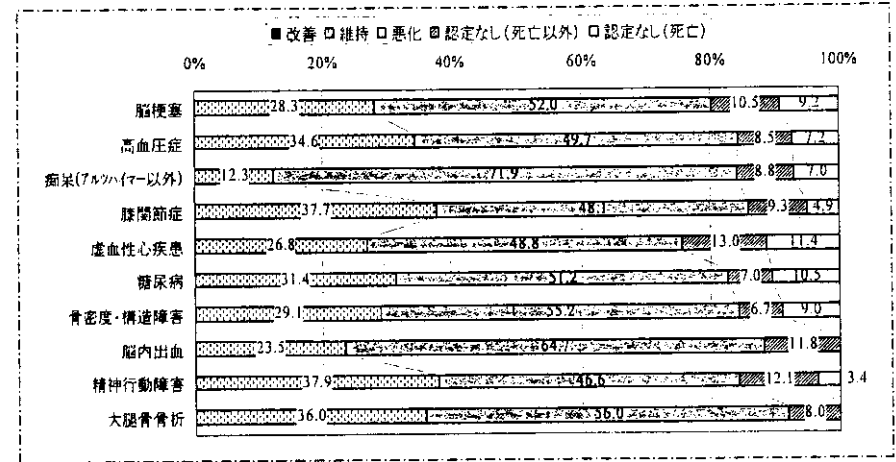 ■改善 維持 悪化 認定なし(死亡以外) 認定なし(死亡)
0% 20% 40% 60% 80% 100%
脳梗塞 28.3 52.0 10.5 9.2
高血圧症 34.6 49.7 8.5 7.2
痴呆(アルツハイマー以外) 12.3 71.9 8.8 7.0
膝関節症 37.7 48.1 9.3 4.9
虚血性心疾患 26.8 48.8 13.0 11.4
糖尿病 31.4 51.2 7.0 10.5
骨密度・構造障害 29.1 55.2 6.7 9.0
脳内出血 23.5 64.7 11.8
精神行動障害 37.9 46.6 12.1 3.4
大腿骨骨折 36.0 56.0 8.0